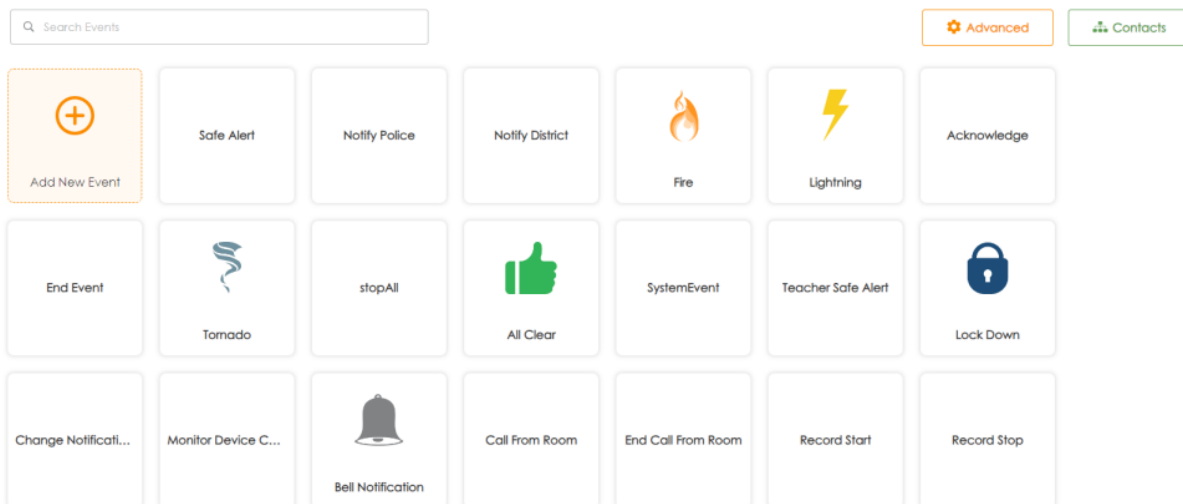 Search Events
Advanced
Contacts
Add New Event
Safe Alert
Notify Police
Notify District
Fire
Lightning
Acknowledge
End Event
Tornado
stopAll
All Clear
SystemEvent
Teacher Safe Alert
Lock Down
Change Notificati...
Monitor Device C...
Bell Notification
Call From Room
End Call From Room
Record Start
Record Stop